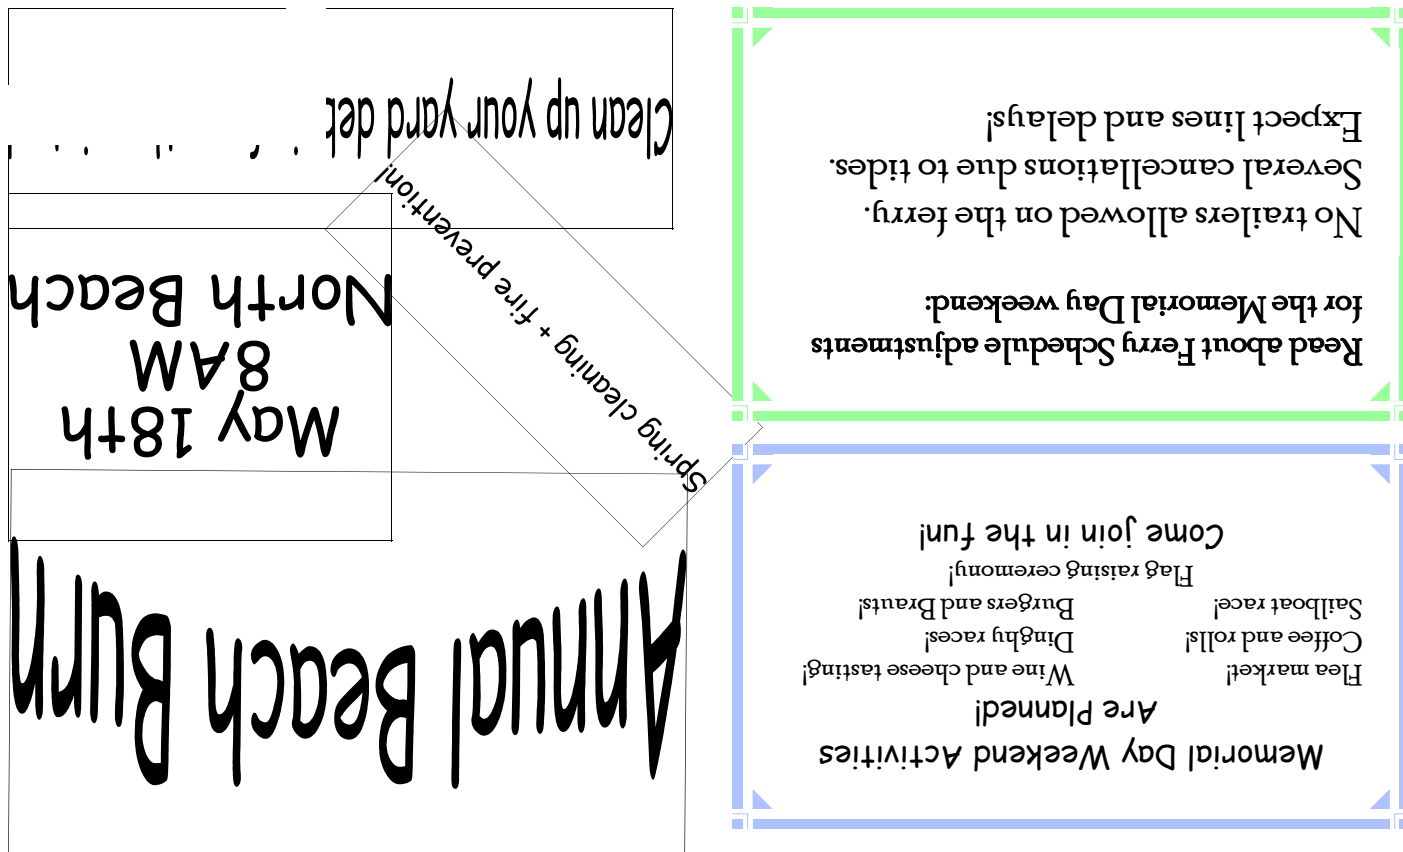 Memorial Day Weekend Activities
Are Planned!
Flea market! Wine and cheese tasting!
Coffee and rolls! Dinghy races!
Sailboat race! Burgers and Brauts!
Flag raising ceremony!
Come join in the fun!
Read about Ferry Schedule adjustments
for the Memorial Day weekend:
No trailers allowed on the ferry.
Several cancellations due to tides.
Expect lines and delays!
Annual Beach Burn
May 18th
8AM
North Beach
Spring cleaning + fire prevention!
Clean up your yard deb